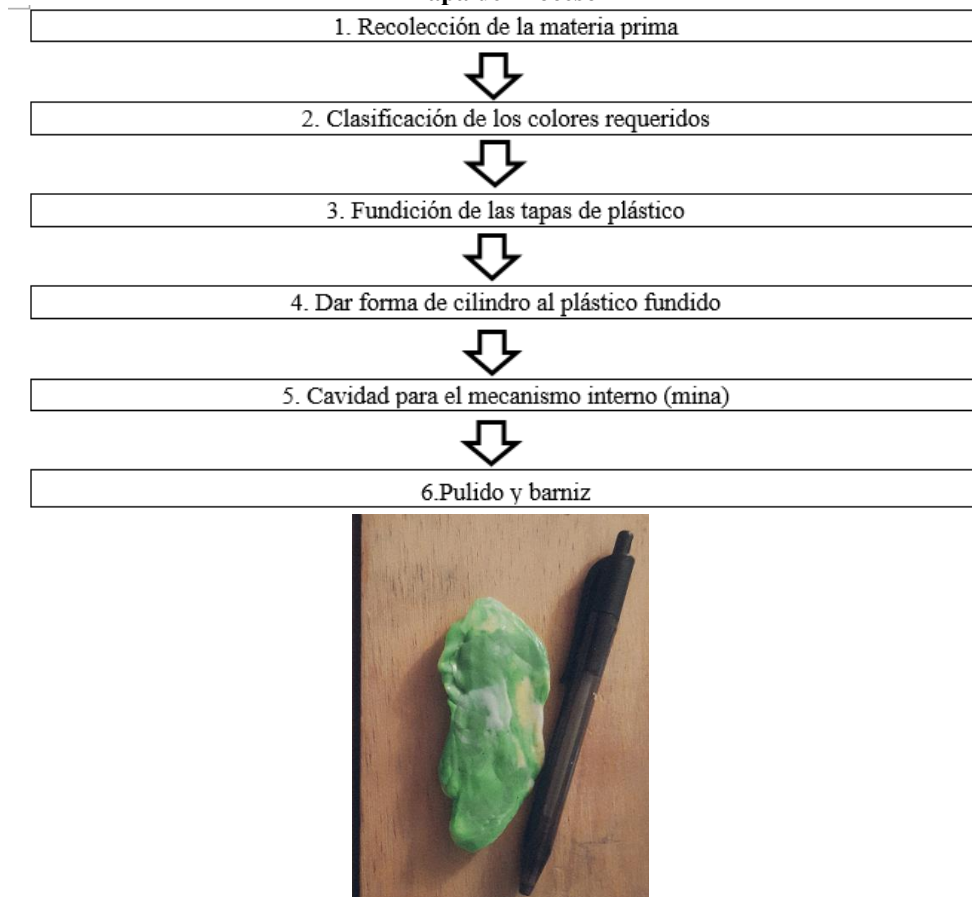 1. Recolección de la materia prima
2. Clasificación de los colores requeridos
3. Fundición de las tapas de plástico
4. Dar forma de cilindro al plástico fundido
5. Cavidad para el mecanismo interno (mina)
6.Pulido y barniz